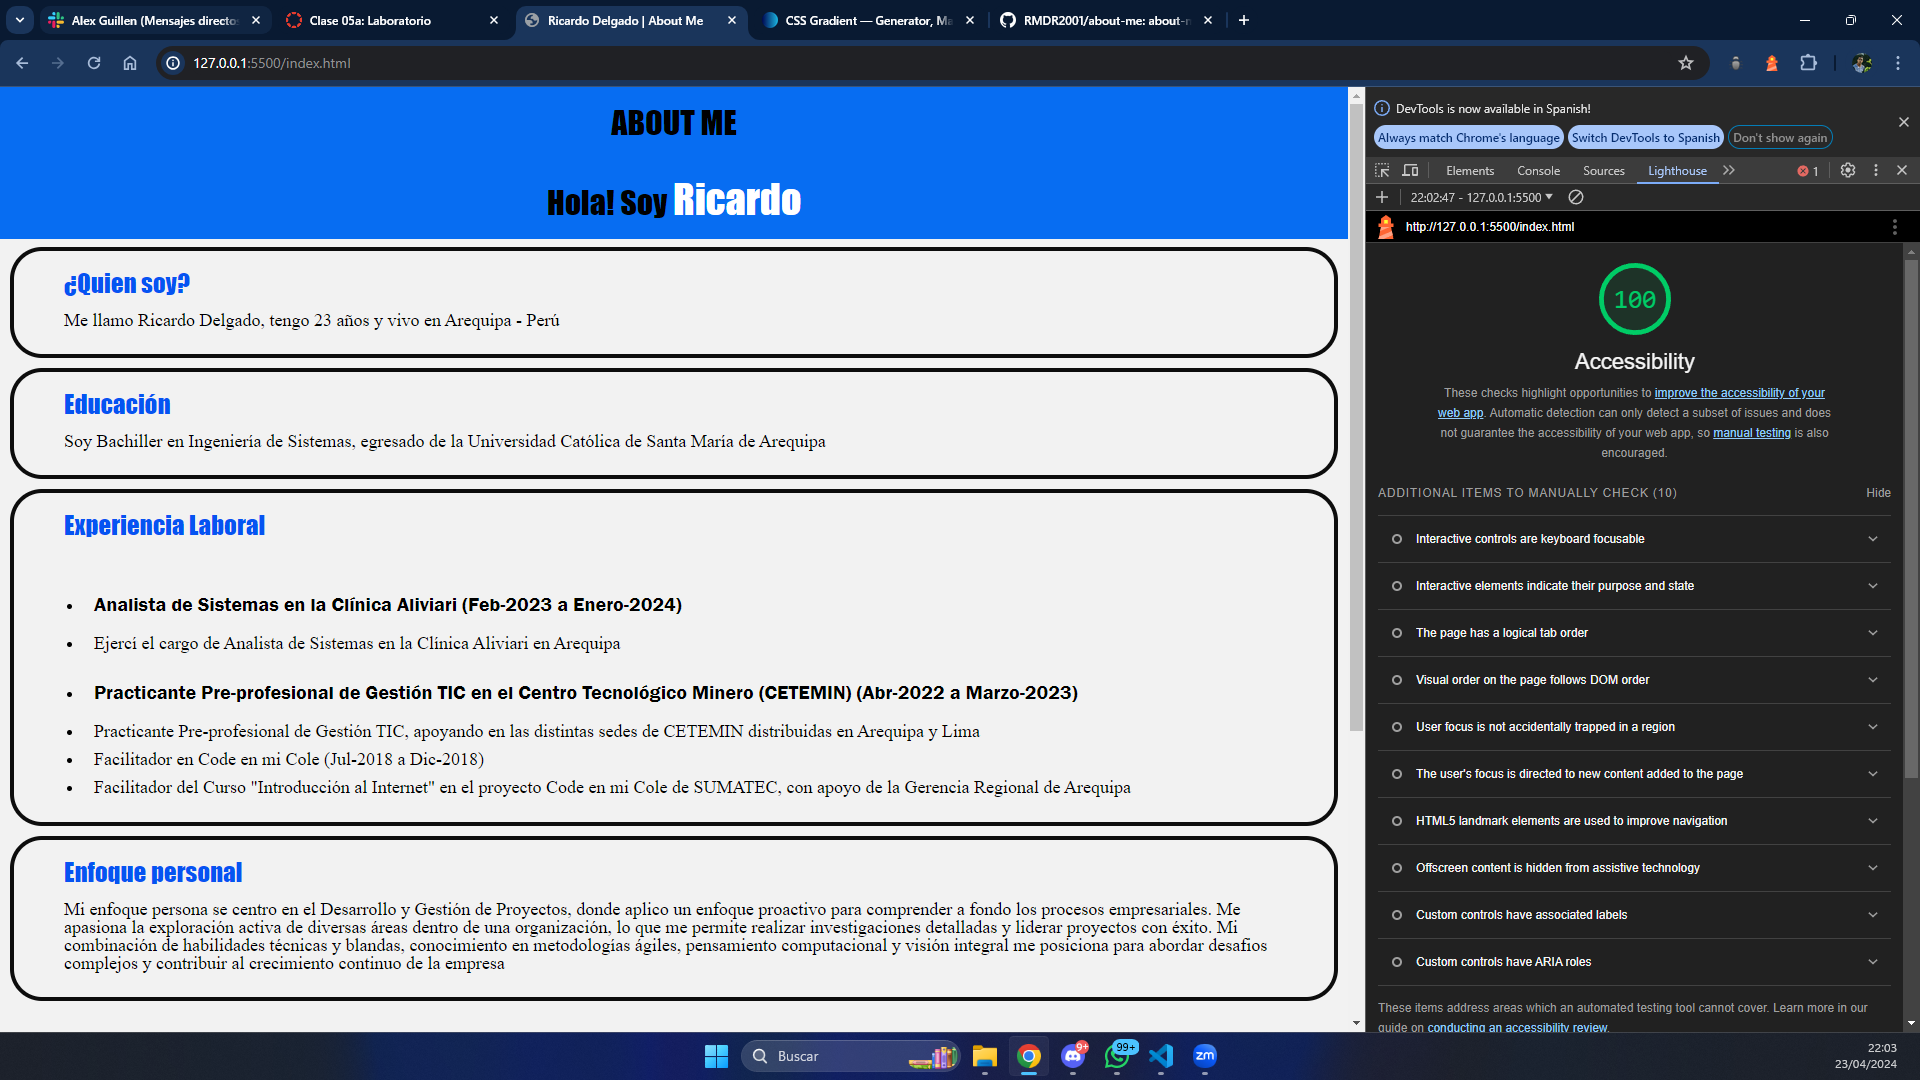 Alex Guillen (Mensajes directo
Clase 05a: Laboratorio
Ricardo Delgado | About Me
CSS Gradient — Generator, Ma
RMDR2001/about-me: about-m
127.0.0.1:5500/index.html
ABOUT ME
Hola! Soy Ricardo
¿Quien soy?
Me llamo Ricardo Delgado, tengo 23 años y vivo en Arequipa - Perú
Educación
Soy Bachiller en Ingeniería de Sistemas, egresado de la Universidad Católica de Santa María de Arequipa
Experiencia Laboral
Analista de Sistemas en la Clínica Aliviari (Feb-2023 a Enero-2024)
Ejercí el cargo de Analista de Sistemas en la Clínica Aliviari en Arequipa
Practicante Pre-profesional de Gestión TIC en el Centro Tecnológico Minero (CETEMIN) (Abr-2022 a Marzo-2023)
Practicante Pre-profesional de Gestión TIC, apoyando en las distintas sedes de CETEMIN distribuidas en Arequipa y Lima
Facilitador en Code en mi Cole (Jul-2018 a Dic-2018)
Facilitador del Curso "Introducción al Internet" en el proyecto Code en mi Cole de SUMATEC, con apoyo de la Gerencia Regional de Arequipa
Enfoque personal
Mi enfoque persona se centro en el Desarrollo y Gestión de Proyectos, donde aplico un enfoque proactivo para comprender a fondo los procesos empresariales. Me
apasiona la exploración activa de diversas áreas dentro de una organización, lo que me permite realizar investigaciones detalladas y liderar proyectos con éxito. Mi
combinación de habilidades técnicas y blandas, conocimiento en metodologías ágiles, pensamiento computacional y visión integral me posiciona para abordar desafíos
complejos y contribuir al crecimiento continuo de la empresa
DevTools is now available in Spanish!
Always match Chrome's language
Switch DevTools to Spanish
Don't show again
Elements
Console
Sources
Lighthouse
1
22:02:47 - 127.0.0.1:5500
http://127.0.0.1:5500/index.html
100
Accessibility
These checks highlight opportunities to improve the accessibility of your
web app. Automatic detection can only detect a subset of issues and does
not guarantee the accessibility of your web app, so manual testing is also
encouraged.
ADDITIONAL ITEMS TO MANUALLY CHECK (10)
Hide
Interactive controls are keyboard focusable
Interactive elements indicate their purpose and state
The page has a logical tab order
Visual order on the page follows DOM order
User focus is not accidentally trapped in a region
The user's focus is directed to new content added to the page
HTML5 landmark elements are used to improve navigation
Offscreen content is hidden from assistive technology
Custom controls have associated labels
Custom controls have ARIA roles
These items address areas which an automated testing tool cannot cover. Learn more in our
guide on conducting an accessibility review.
Buscar
9+
99+
zm
22:03
23/04/2024